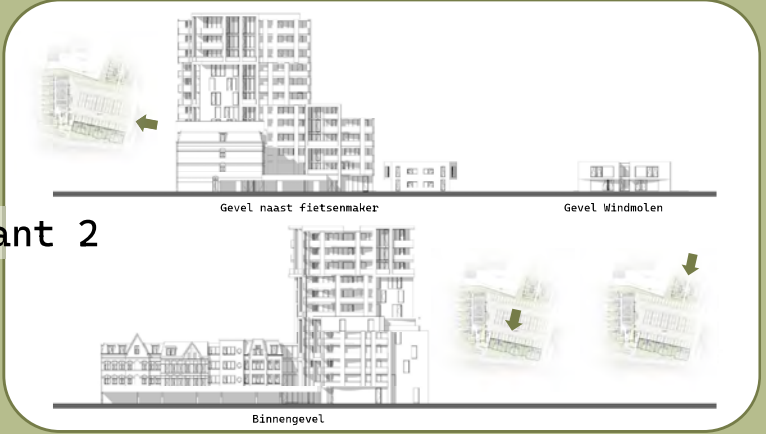 Gevel naast fietsenmaker
Gevel Windmolen
ant 2
Binnengevel